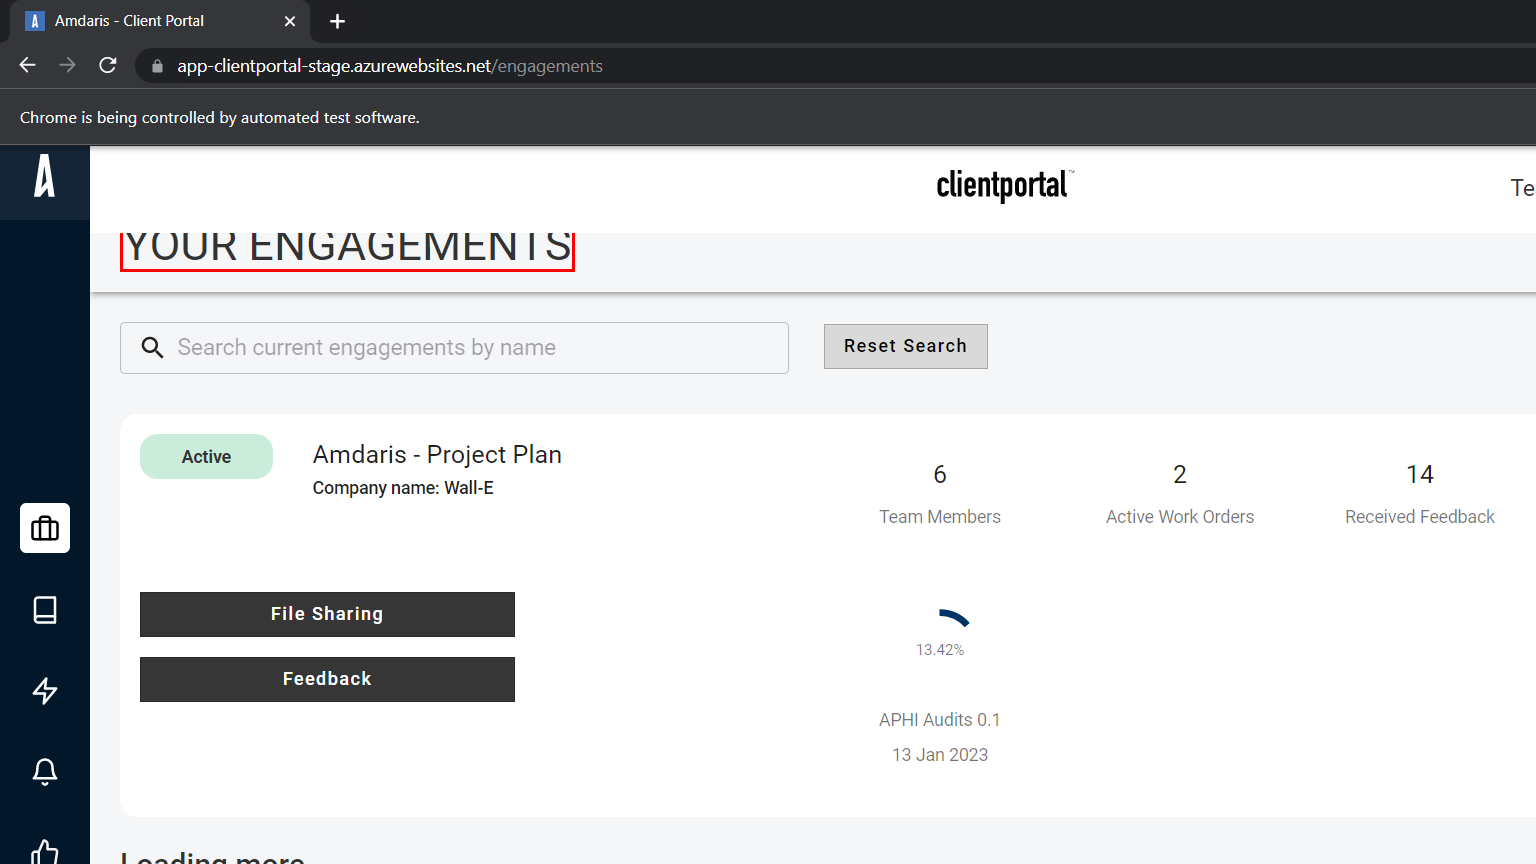 Amdaris - Client Portal
app-clientportal-stage.azurewebsites.net/engagements
Chrome is being controlled by automated test software.
clientportal™
Te
YOUR ENGAGEMENTS
Search current engagements by name
Reset Search
Active
Amdaris - Project Plan
Company name: Wall-E
6
Team Members
2
Active Work Orders
14
Received Feedback
File Sharing
Feedback
13.42%
APHI Audits 0.1
13 Jan 2023
Loading more